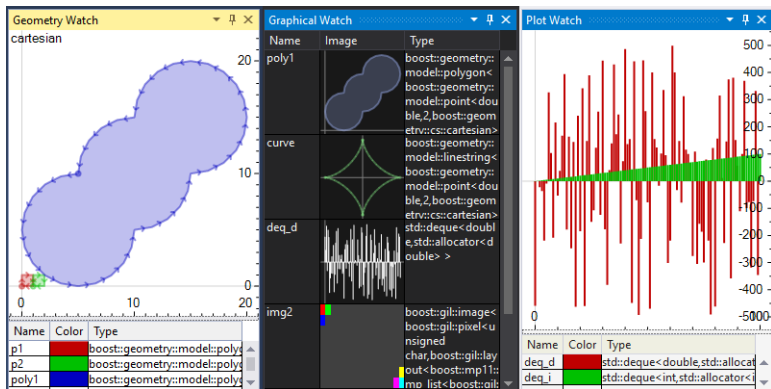 Geometry Watch
cartesian
20
10
0
0
10
20
Name Color Type
p1 boost::geometry::model::polyg
p2 boost::geometry::model::polyg
poly1 boost::geometry::model::polyg
Graphical Watch
Name Image Type
poly1 boost::geometry::
model::polygon<
boost::geometry::
model::point<dou
ble,2,boost::geom
etry::cs::cartesian>
curve boost::geometry::
model::linestring<
boost::geometry::
model::point<dou
ble,2,boost::geom
etry::cs::cartesian>
deq_d std::deque<doubl
e,std::allocator<d
ouble> >
img2 boost::gil::image<
boost::gil::pixel<u
nsigned
char,boost::gil::lay
out<boost::mp11::
mp_list<boost::gil:
Plot Watch
500
400
300
200
100
0
-100
-200
-300
-400
-500
0
Name Color Type
deq_d std::deque<double,std::allocat
deq_i std::deque<int,std::allocator<i